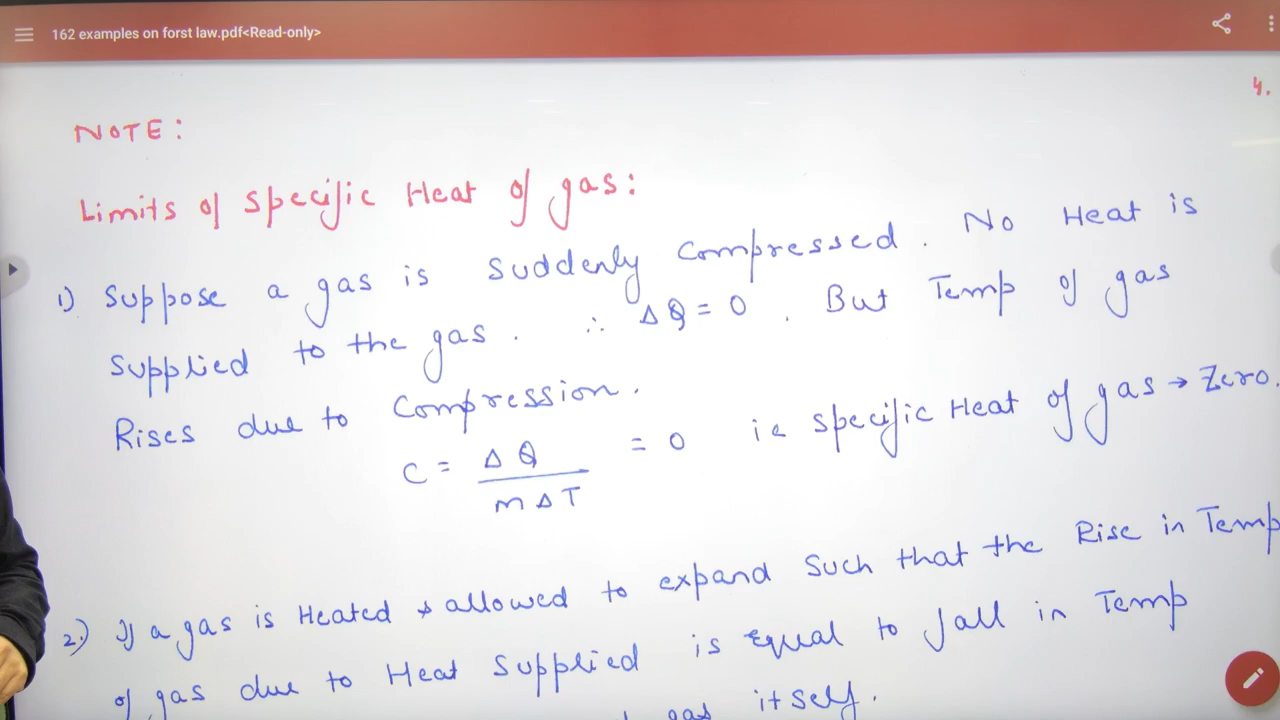 162 examples on forst law.pdf<Read-only>
4.
NOTE:
Limits of Specific Heat of gas:
1) Suppose a gas is suddenly compressed. No Heat is
supplied to the gas. ∴ ΔQ = 0. But Temp of gas
Rises due to Compression.
C = ΔQ / mΔT = 0 ie specific Heat of gas → Zero.
2.) If a gas is Heated & allowed to expand such that the Rise in Temp
of gas due to Heat supplied is equal to fall in Temp
gas itself.